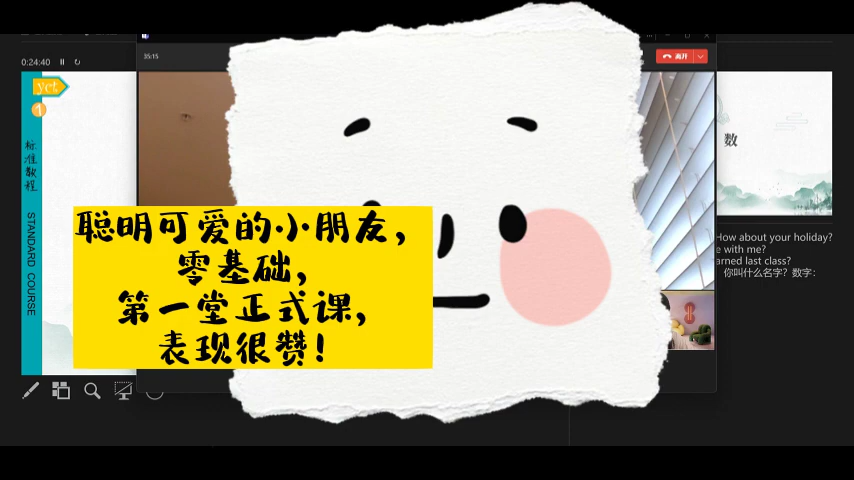 0:24:40
35:15
离开
yct
1
标准教程
STANDARD COURSE
数
聪明可爱的小朋友，
零基础，
第一堂正式课，
表现很赞！
How about your holiday?
e with me?
arned last class?
你叫什么名字？数字：